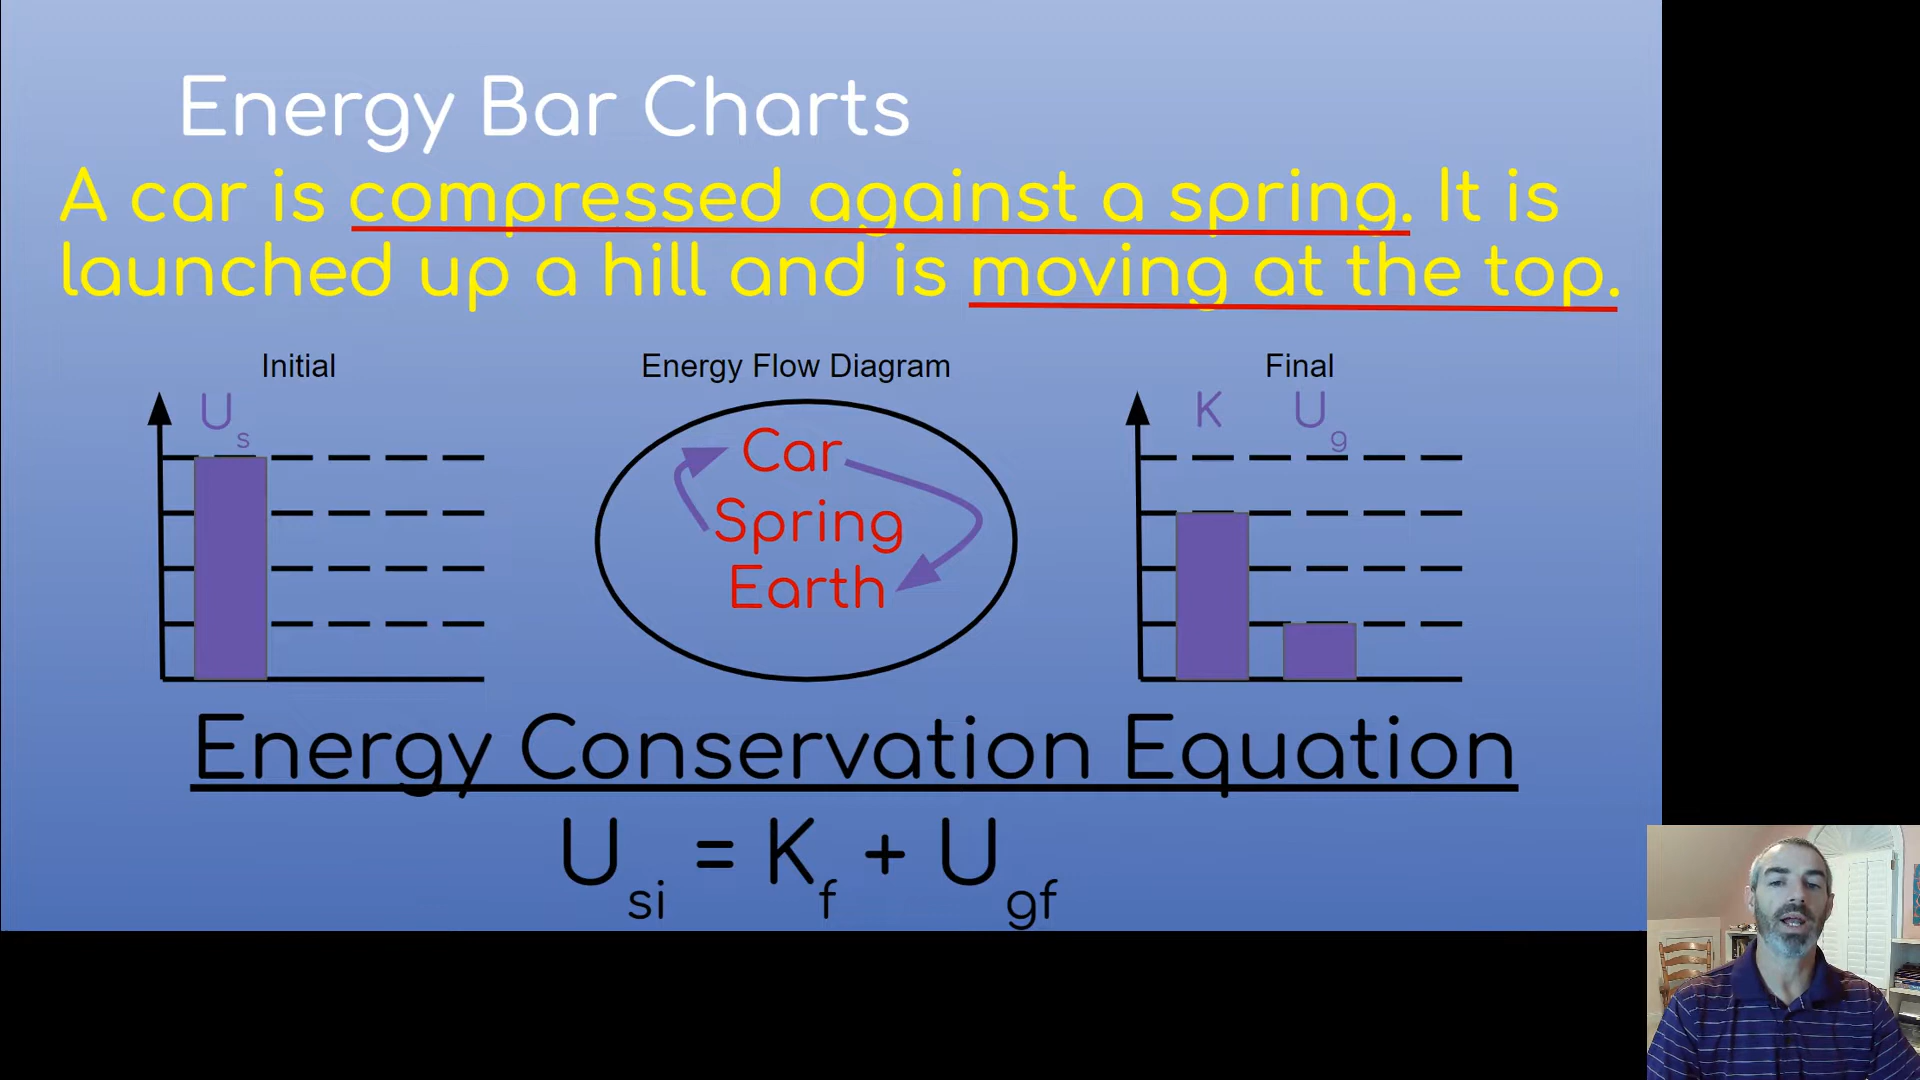 Energy Bar Charts
A car is compressed against a spring. It is
launched up a hill and is moving at the top.
Initial
Energy Flow Diagram
Final
Us
Car
Spring
Earth
K
Ug
Energy Conservation Equation
Usi = Kf + Ugf